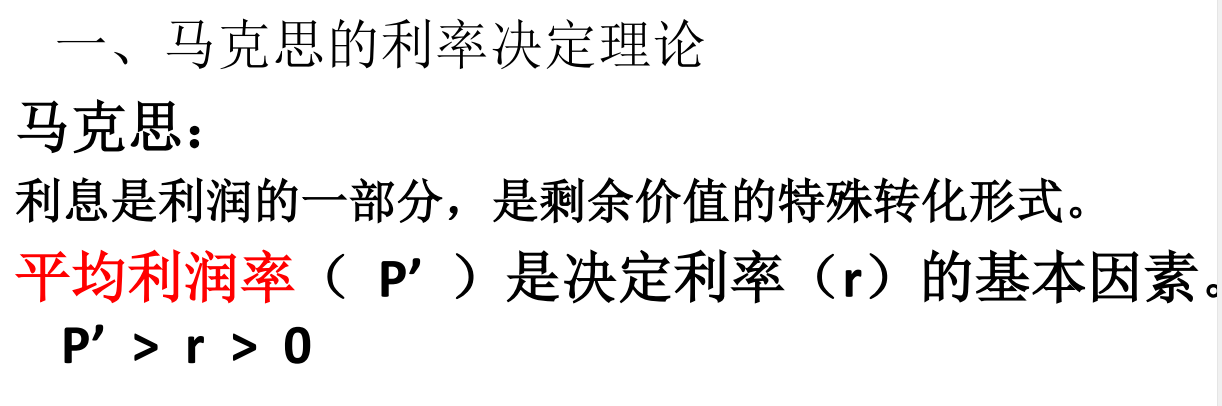 一、马克思的利率决定理论
马克思：
利息是利润的一部分，是剩余价值的特殊转化形式。
平均利润率（ P’ ）是决定利率（r）的基本因素。
P’ > r > 0